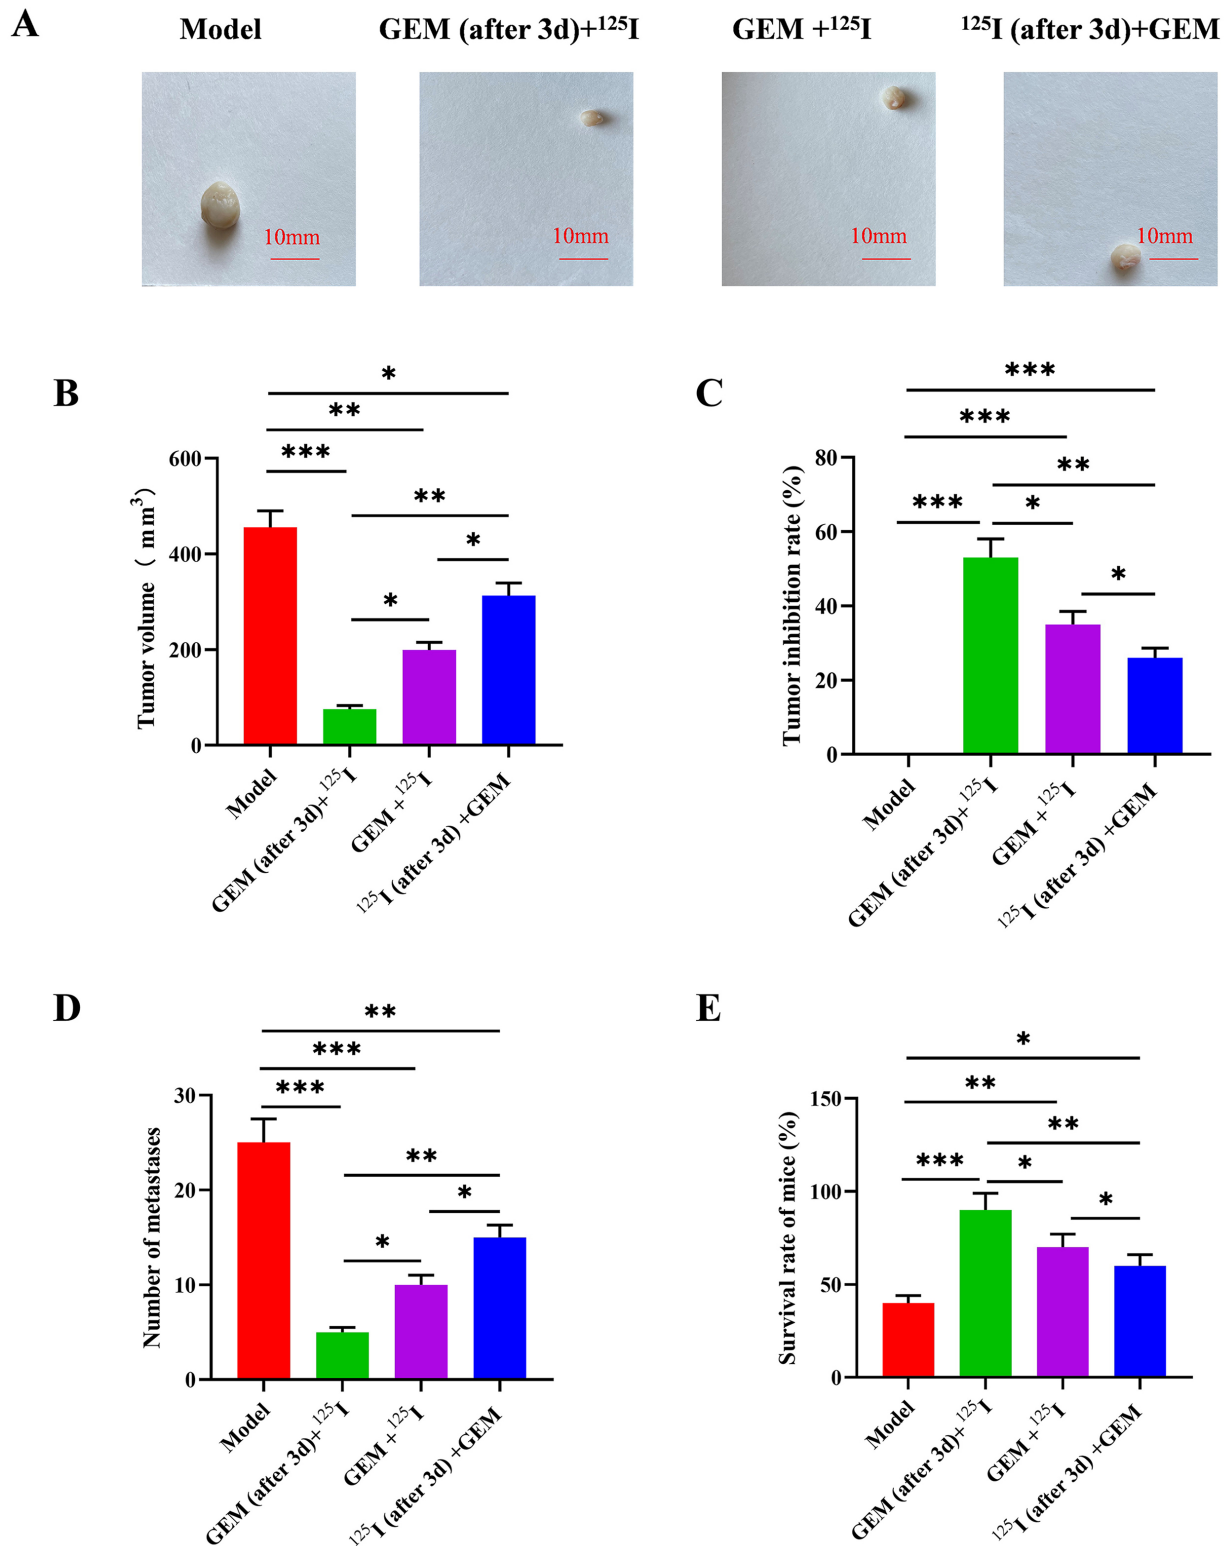 A
Model
GEM (after 3d)+¹²⁵I
GEM +¹²⁵I
¹²⁵I (after 3d)+GEM
10mm
10mm
10mm
10mm
B
*
**
***
**
*
*
Tumor volume ( mm³)
600
400
200
0
Model
GEM (after 3d)+¹²⁵I
GEM +¹²⁵I
¹²⁵I (after 3d) +GEM
C
***
***
**
***
*
*
Tumor inhibition rate (%)
80
60
40
20
0
Model
GEM (after 3d)+¹²⁵I
GEM +¹²⁵I
¹²⁵I (after 3d) +GEM
D
**
***
***
**
*
*
Number of metastases
30
20
10
0
Model
GEM (after 3d)+¹²⁵I
GEM +¹²⁵I
¹²⁵I (after 3d) +GEM
E
*
**
**
***
*
*
Survival rate of mice (%)
150
100
50
0
Model
GEM (after 3d)+¹²⁵I
GEM +¹²⁵I
¹²⁵I (after 3d) +GEM